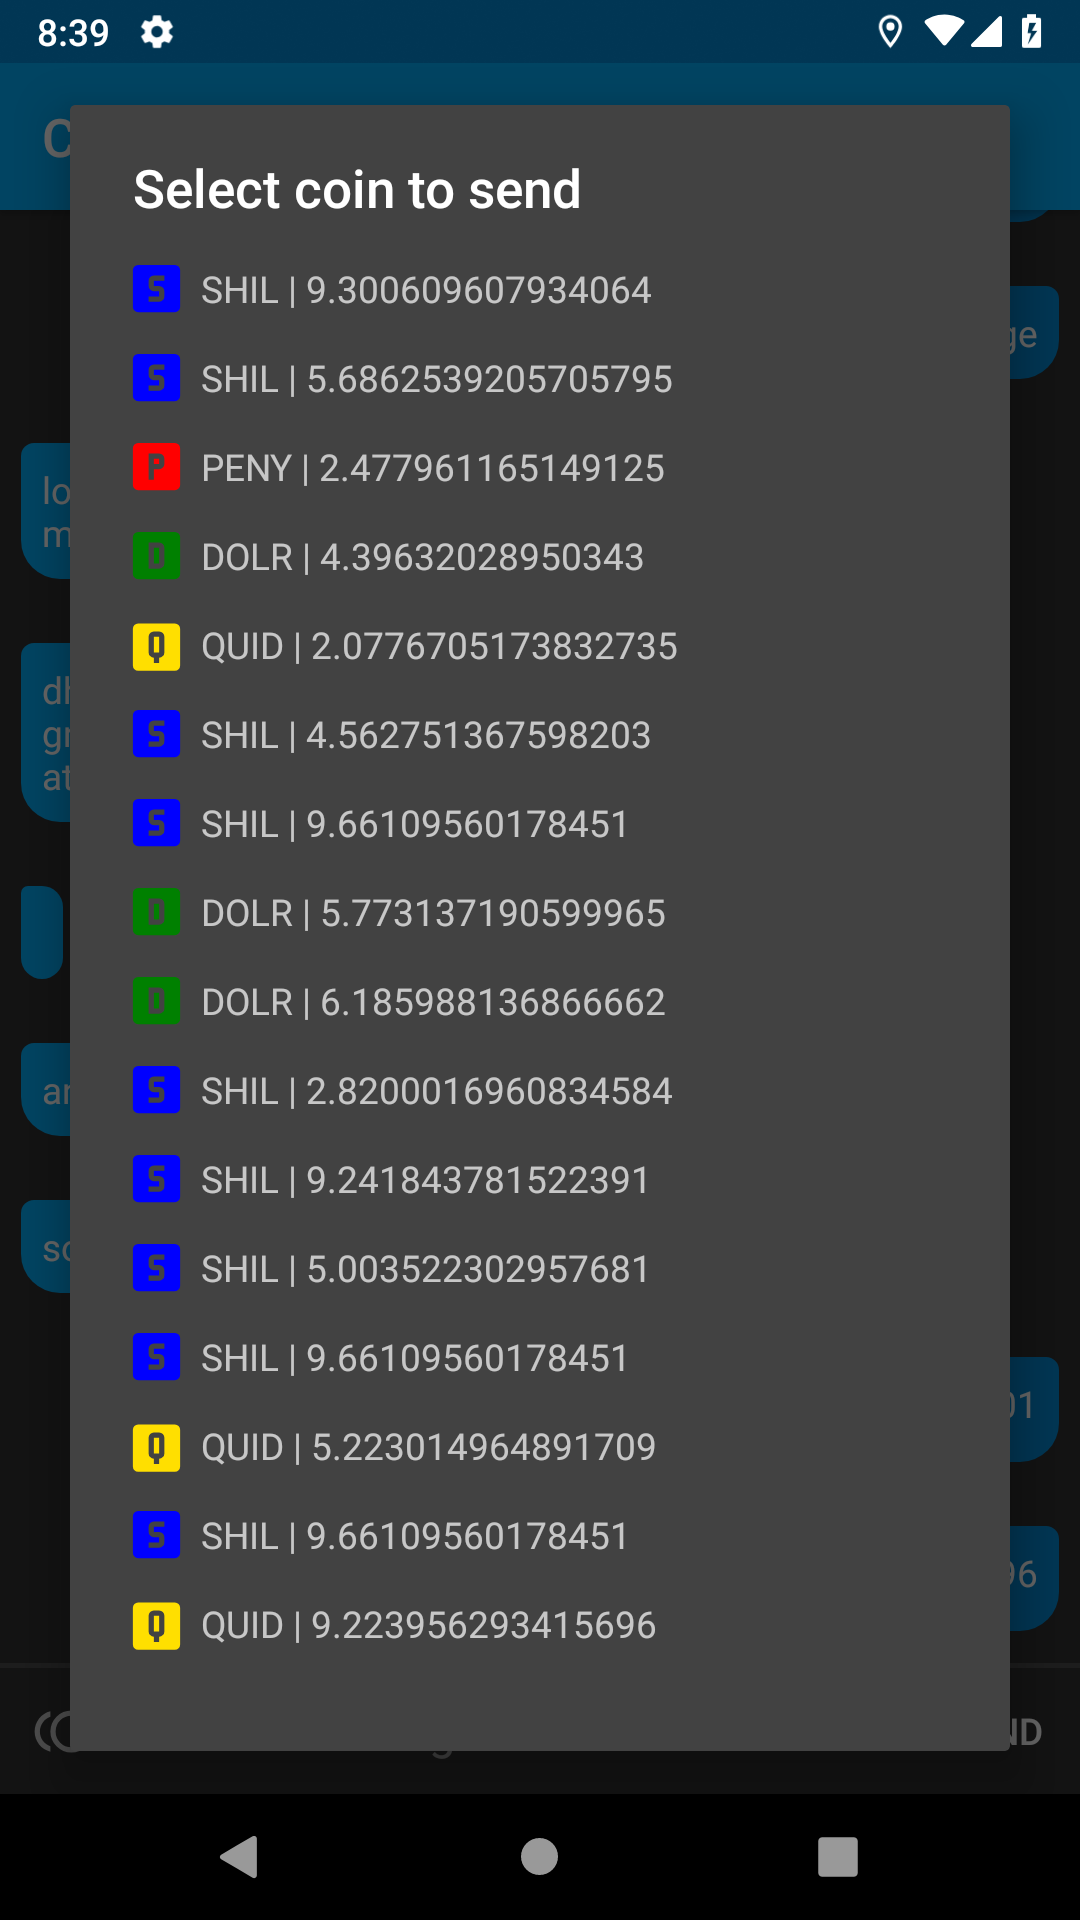 8:39
Select coin to send
S SHIL | 9.300609607934064
S SHIL | 5.6862539205705795
P PENY | 2.477961165149125
D DOLR | 4.39632028950343
Q QUID | 2.0776705173832735
S SHIL | 4.562751367598203
S SHIL | 9.66109560178451
D DOLR | 5.773137190599965
D DOLR | 6.185988136866662
S SHIL | 2.8200016960834584
S SHIL | 9.241843781522391
S SHIL | 5.003522302957681
S SHIL | 9.66109560178451
Q QUID | 5.223014964891709
S SHIL | 9.66109560178451
Q QUID | 9.223956293415696